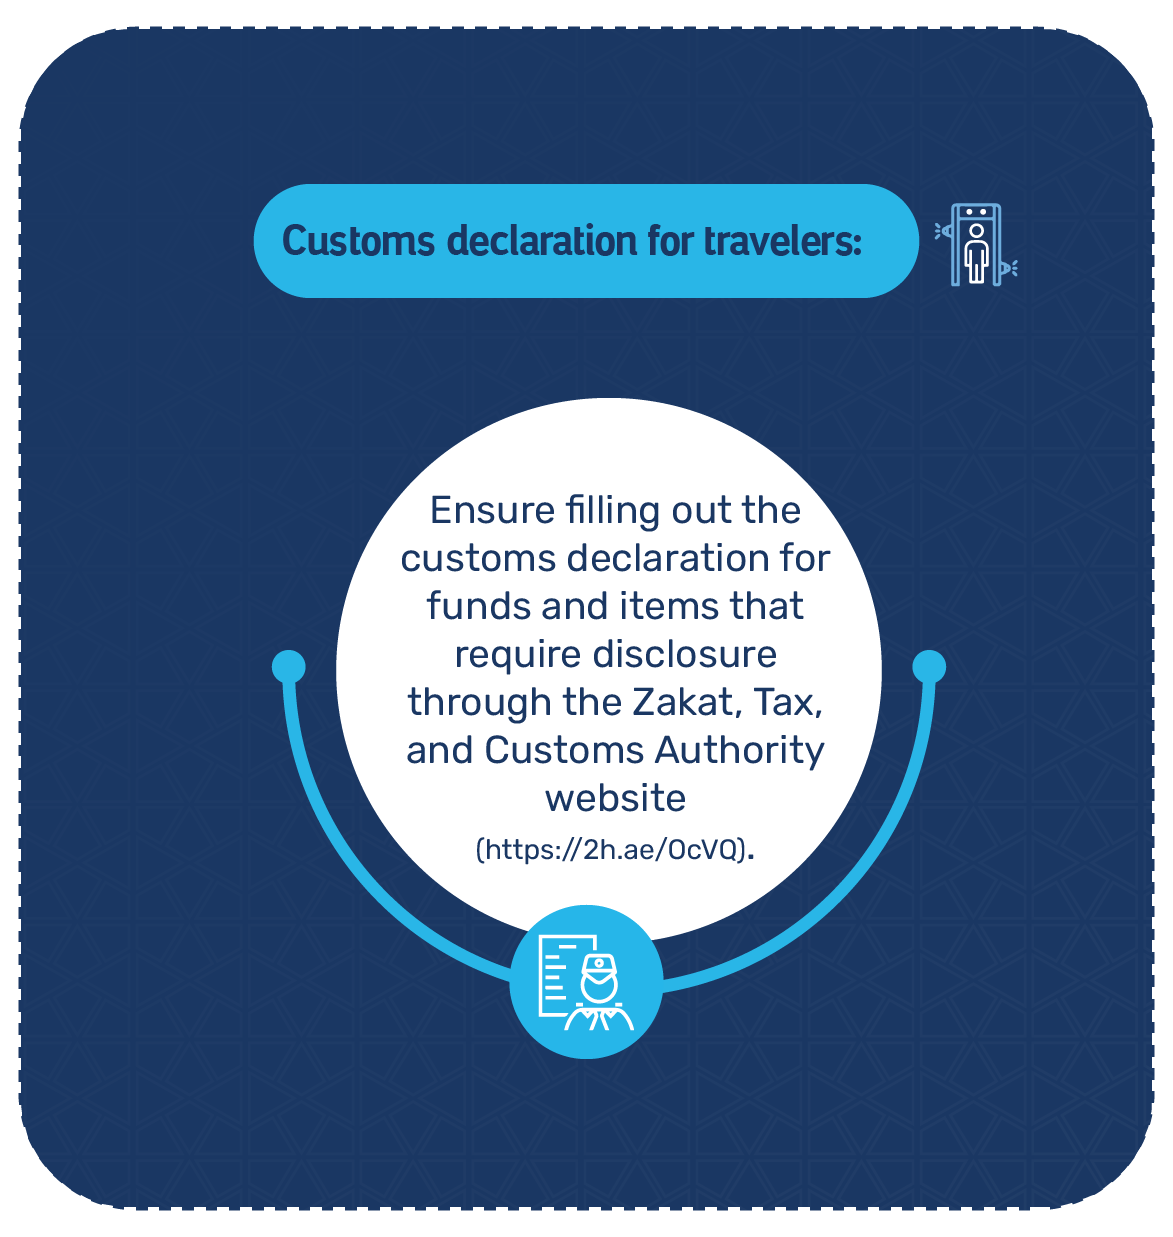 Customs declaration for travelers:
Ensure filling out the
customs declaration for
funds and items that
require disclosure
through the Zakat, Tax,
and Customs Authority
website
(https://2h.ae/OcVQ).